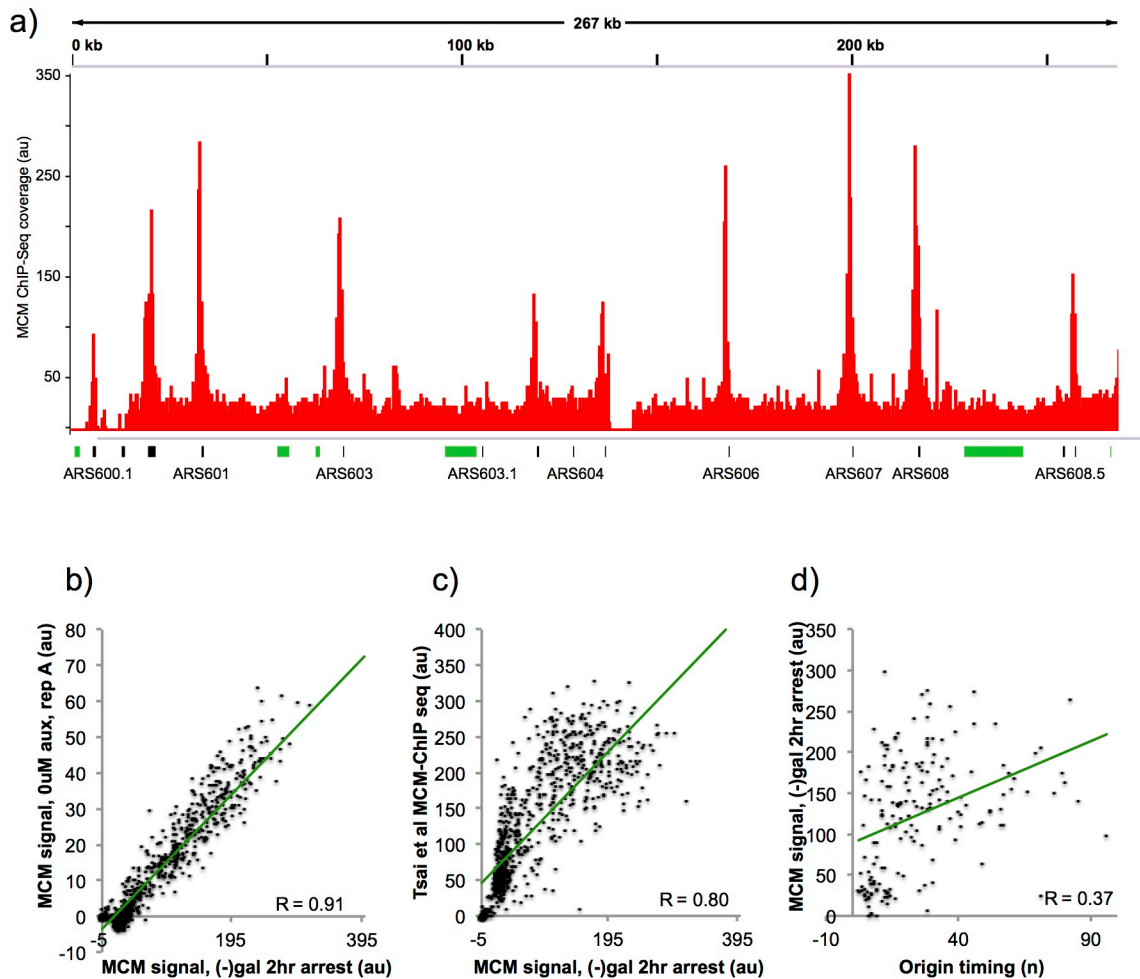 a)
267 kb
0 kb 100 kb 200 kb
MCM ChIP-Seq coverage (au)
350
250
150
50
ARS600.1 ARS601 ARS603 ARS603.1 ARS604 ARS606 ARS607 ARS608 ARS608.5
b)
MCM signal, 0uM aux, rep A (au)
80
70
60
50
40
30
20
10
0
-10
-5 195 395
R = 0.91
MCM signal, (-)gal 2hr arrest (au)
c)
Tsai et al MCM-ChIP seq (au)
400
350
300
250
200
150
100
50
0
-5 195 395
R = 0.80
MCM signal, (-)gal 2hr arrest (au)
d)
MCM signal, (-)gal 2hr arrest (au)
350
300
250
200
150
100
50
0
-10 40 90
R = 0.37
Origin timing (n)